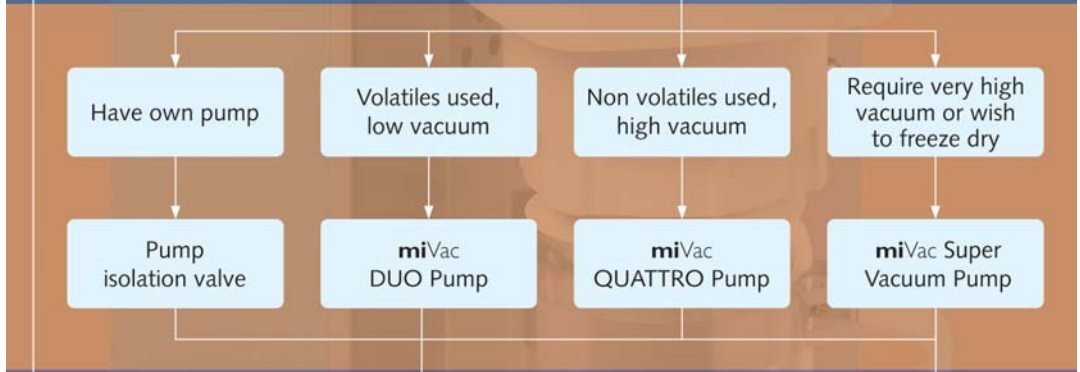 Have own pump
Volatiles used,
low vacuum
Non volatiles used,
high vacuum
Require very high
vacuum or wish
to freeze dry
Pump
isolation valve
miVac
DUO Pump
miVac
QUATTRO Pump
miVac Super
Vacuum Pump